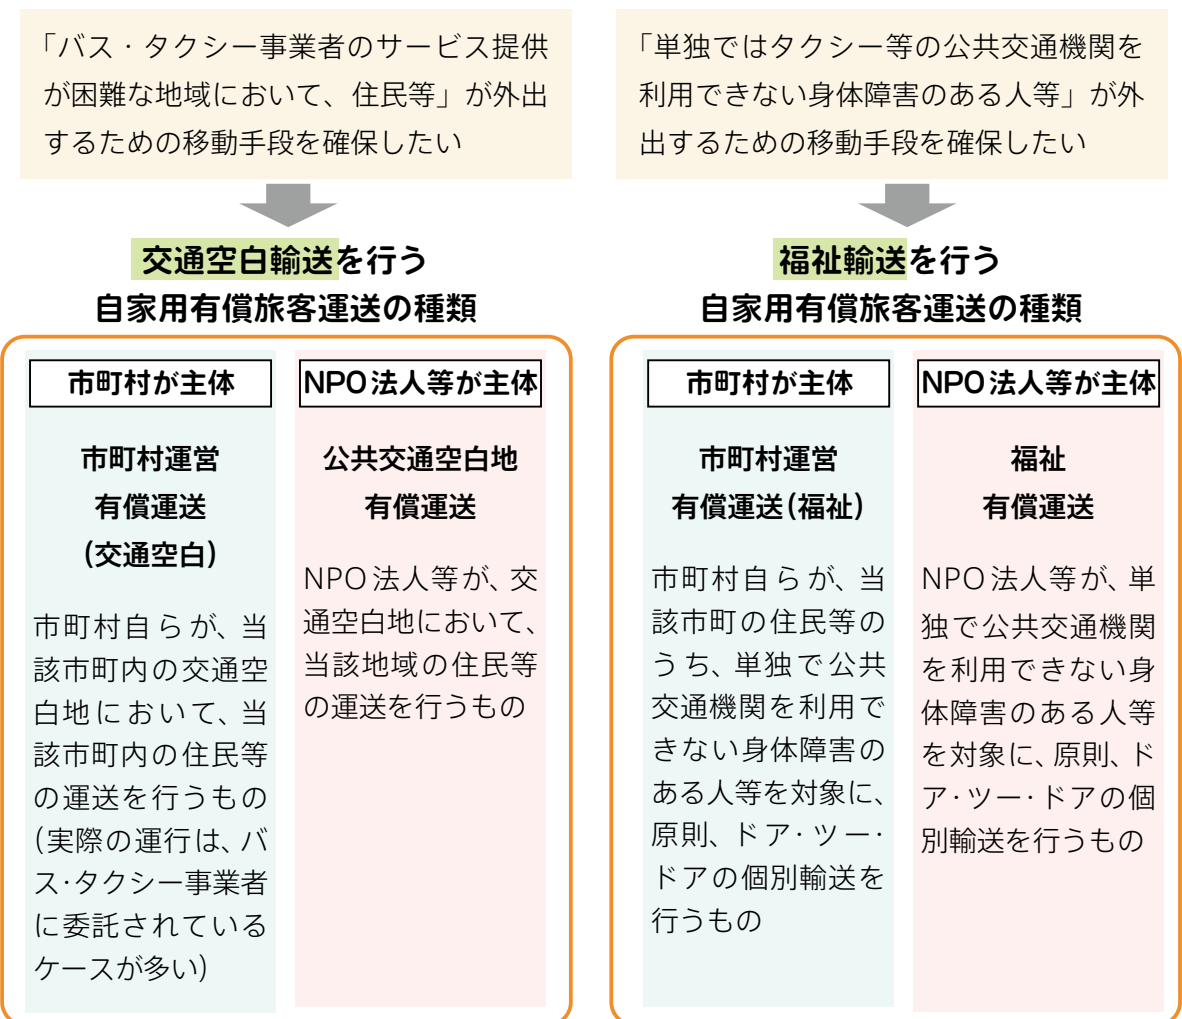 「バス・タクシー事業者のサービス提供
が困難な地域において、住民等」が外出
するための移動手段を確保したい
交通空白輸送を行う
自家用有償旅客運送の種類
市町村が主体
市町村運営
有償運送
(交通空白)
市町村自らが、当
該市町内の交通空
白地において、当
該市町内の住民等
の運送を行うもの
(実際の運行は、バ
ス・タクシー事業者
に委託されている
ケースが多い)
NPO法人等が主体
公共交通空白地
有償運送
NPO法人等が、交
通空白地において、
当該地域の住民等
の運送を行うもの
「単独ではタクシー等の公共交通機関を
利用できない身体障害のある人等」が外
出するための移動手段を確保したい
福祉輸送を行う
自家用有償旅客運送の種類
市町村が主体
市町村運営
有償運送(福祉)
市町村自らが、当
該市町の住民等の
うち、単独で公共
交通機関を利用で
きない身体障害の
ある人等を対象に、
原則、ドア・ツー・
ドアの個別輸送を
行うもの
NPO法人等が主体
福祉
有償運送
NPO法人等が、単
独で公共交通機関
を利用できない身
体障害のある人等
を対象に、原則、ド
ア・ツー・ドアの個
別輸送を行うもの